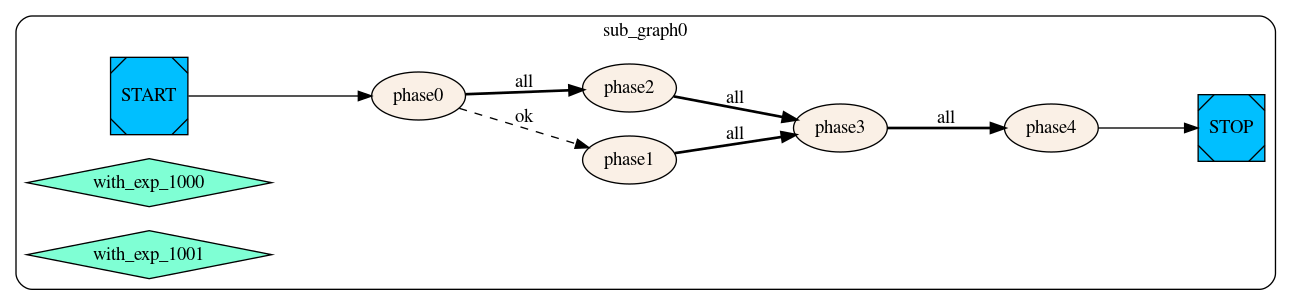 sub_graph0
START
phase0
all
ok
phase2
phase1
all
all
phase3
all
phase4
STOP
with_exp_1000
with_exp_1001